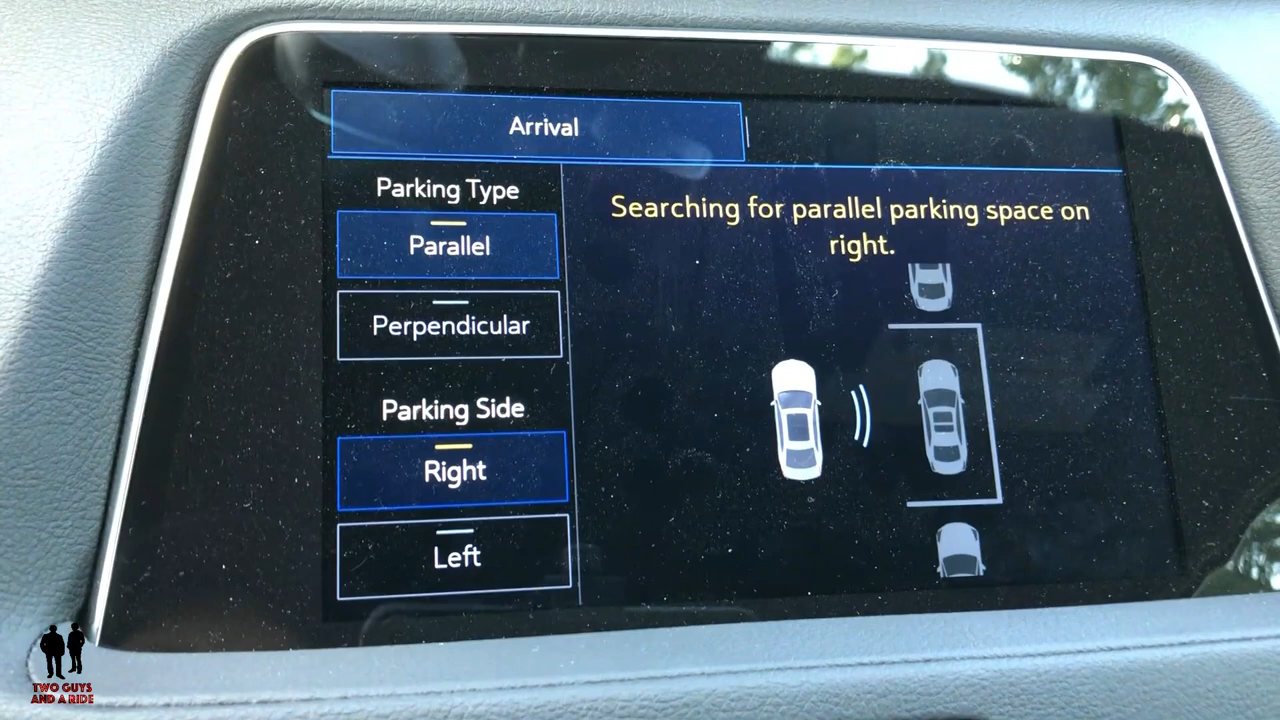 Arrival
Parking Type
Parallel
Perpendicular
Parking Side
Right
Left
Searching for parallel parking space on
right.
TWO GUYS
AND A RIDE